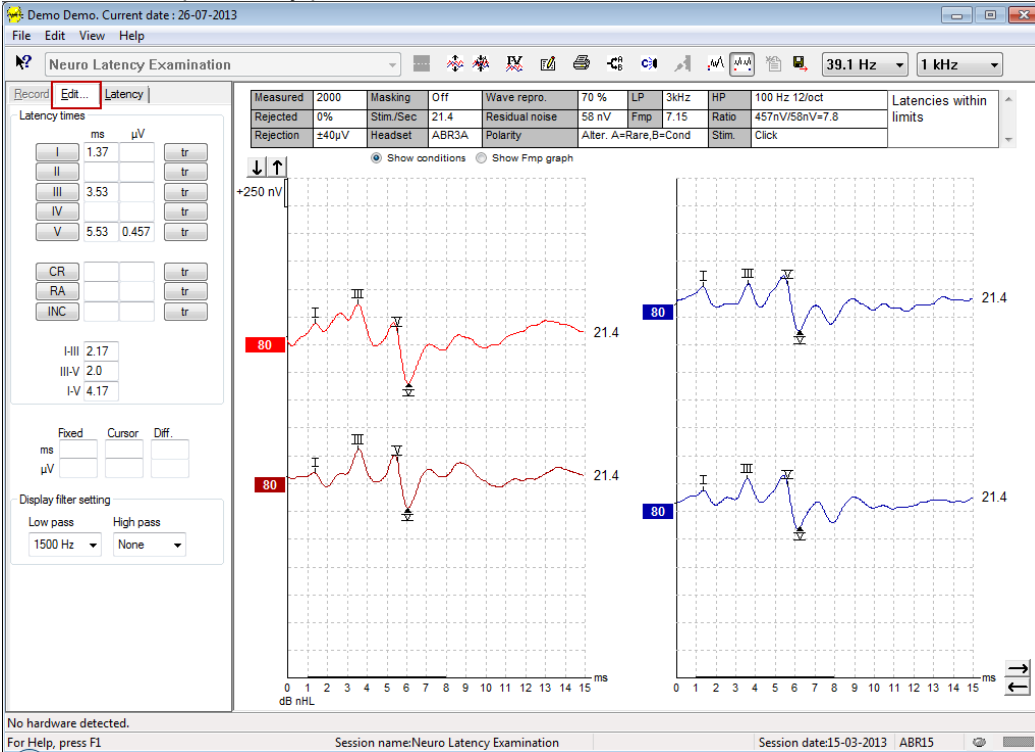 Demo Demo. Current date : 26-07-2013
File Edit View Help
Neuro Latency Examination 39.1 Hz 1 kHz
Record Edit... Latency
Latency times
ms µV
I 1.37 tr
II tr
III 3.53 tr
IV tr
V 5.53 0.457 tr
CR tr
RA tr
INC tr
I-III 2.17
III-V 2.0
I-V 4.17
Fixed Cursor Diff.
ms
µV
Display filter setting
Low pass High pass
1500 Hz None
Measured 2000 Masking Off Wave repro. 70 % LP 3kHz HP 100 Hz 12/oct
Rejected 0% Stim./Sec 21.4 Residual noise 58 nV Fmp 7.15 Ratio 457nV/58nV=7.8
Rejection ±40µV Headset ABR3A Polarity Alter. A=Rare,B=Cond Stim. Click
Latencies within
limits
Show conditions Show Fmp graph
+250 nV
I III V
80 21.4
I III V
80 21.4
I III V
80 21.4
I III V
80 21.4
0 1 2 3 4 5 6 7 8 9 10 11 12 13 14 15 ms
dB nHL
0 1 2 3 4 5 6 7 8 9 10 11 12 13 14 15 ms
No hardware detected.
For Help, press F1 Session name:Neuro Latency Examination Session date:15-03-2013 ABR15